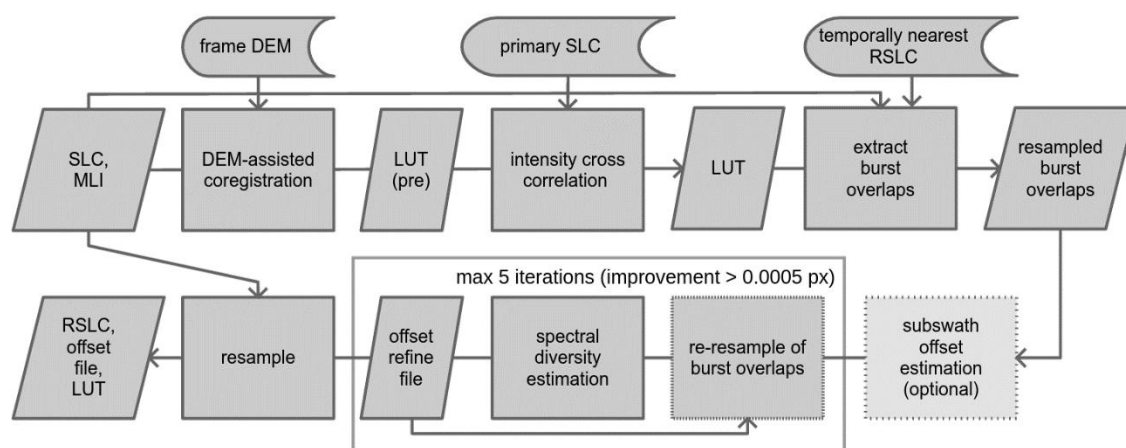 frame DEM
primary SLC
temporally nearest
RSLC
SLC,
MLI
DEM-assisted
coregistration
LUT
(pre)
intensity cross
correlation
LUT
extract
burst
overlaps
resampled
burst
overlaps
max 5 iterations (improvement > 0.0005 px)
RSLC,
offset
file,
LUT
resample
offset
refine
file
spectral
diversity
estimation
re-resample of
burst overlaps
subswath
offset
estimation
(optional)